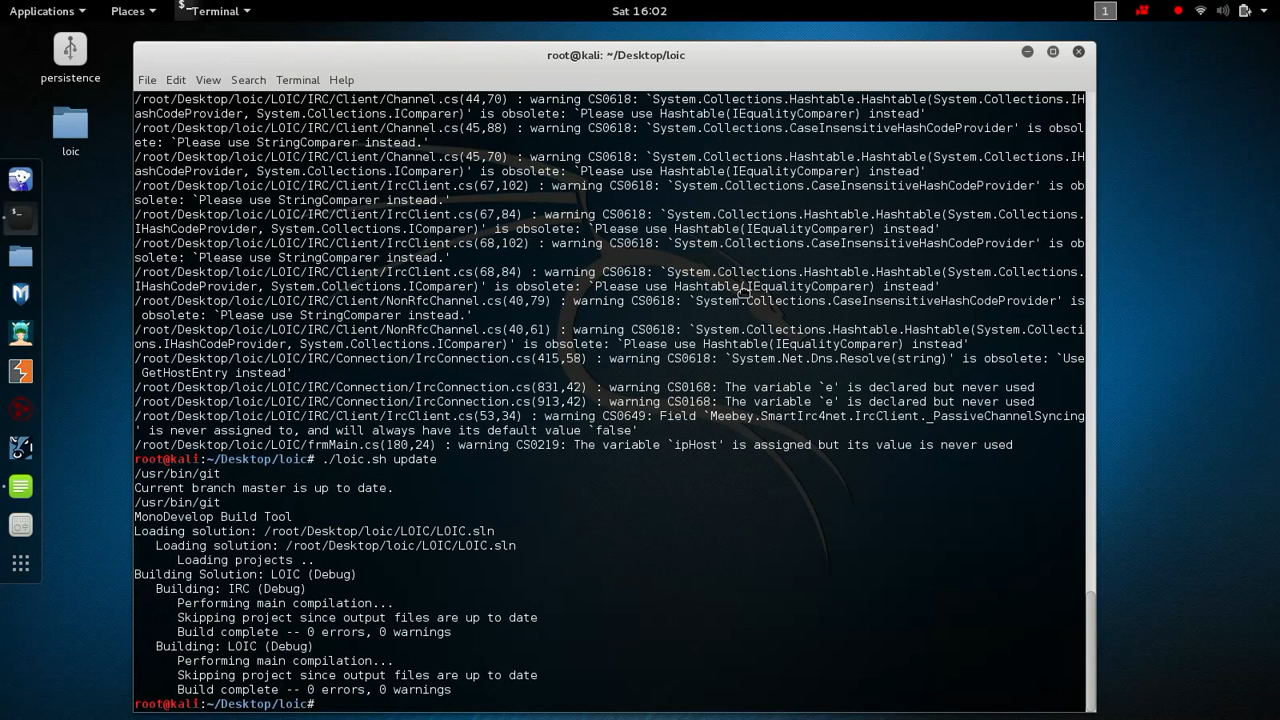 Applications Places Terminal Sat 16:02 1
persistence
loic
root@kali: ~/Desktop/loic
File Edit View Search Terminal Help
/root/Desktop/loic/LOIC/IRC/Client/Channel.cs(44,70) : warning CS0618: `System.Collections.Hashtable.Hashtable(System.Collections.IH
ashCodeProvider, System.Collections.IComparer)' is obsolete: `Please use Hashtable(IEqualityComparer) instead'
/root/Desktop/loic/LOIC/IRC/Client/Channel.cs(45,88) : warning CS0618: `System.Collections.CaseInsensitiveHashCodeProvider' is obsol
ete: `Please use StringComparer instead.'
/root/Desktop/loic/LOIC/IRC/Client/Channel.cs(45,70) : warning CS0618: `System.Collections.Hashtable.Hashtable(System.Collections.IH
ashCodeProvider, System.Collections.IComparer)' is obsolete: `Please use Hashtable(IEqualityComparer) instead'
/root/Desktop/loic/LOIC/IRC/Client/IrcClient.cs(67,102) : warning CS0618: `System.Collections.CaseInsensitiveHashCodeProvider' is ob
solete: `Please use StringComparer instead.'
/root/Desktop/loic/LOIC/IRC/Client/IrcClient.cs(67,84) : warning CS0618: `System.Collections.Hashtable.Hashtable(System.Collections.
IHashCodeProvider, System.Collections.IComparer)' is obsolete: `Please use Hashtable(IEqualityComparer) instead'
/root/Desktop/loic/LOIC/IRC/Client/IrcClient.cs(68,102) : warning CS0618: `System.Collections.CaseInsensitiveHashCodeProvider' is ob
solete: `Please use StringComparer instead.'
/root/Desktop/loic/LOIC/IRC/Client/IrcClient.cs(68,84) : warning CS0618: `System.Collections.Hashtable.Hashtable(System.Collections.
IHashCodeProvider, System.Collections.IComparer)' is obsolete: `Please use Hashtable(IEqualityComparer) instead'
/root/Desktop/loic/LOIC/IRC/Client/NonRfcChannel.cs(40,79) : warning CS0618: `System.Collections.CaseInsensitiveHashCodeProvider' is
 obsolete: `Please use StringComparer instead.'
/root/Desktop/loic/LOIC/IRC/Client/NonRfcChannel.cs(40,61) : warning CS0618: `System.Collections.Hashtable.Hashtable(System.Collecti
ons.IHashCodeProvider, System.Collections.IComparer)' is obsolete: `Please use Hashtable(IEqualityComparer) instead'
/root/Desktop/loic/LOIC/IRC/Connection/IrcConnection.cs(415,58) : warning CS0618: `System.Net.Dns.Resolve(string)' is obsolete: `Use
 GetHostEntry instead'
/root/Desktop/loic/LOIC/IRC/Connection/IrcConnection.cs(831,42) : warning CS0168: The variable `e' is declared but never used
/root/Desktop/loic/LOIC/IRC/Connection/IrcConnection.cs(913,42) : warning CS0168: The variable `e' is declared but never used
/root/Desktop/loic/LOIC/IRC/Client/IrcClient.cs(53,34) : warning CS0649: Field `Meebey.SmartIrc4net.IrcClient._PassiveChannelSyncing
' is never assigned to, and will always have its default value `false'
/root/Desktop/loic/LOIC/frmMain.cs(180,24) : warning CS0219: The variable `ipHost' is assigned but its value is never used
root@kali:~/Desktop/loic# ./loic.sh update
/usr/bin/git
Current branch master is up to date.
/usr/bin/git
MonoDevelop Build Tool
Loading solution: /root/Desktop/loic/LOIC/LOIC.sln
Loading solution: /root/Desktop/loic/LOIC/LOIC.sln
Loading projects ..
Building Solution: LOIC (Debug)
Building: IRC (Debug)
Performing main compilation...
Skipping project since output files are up to date
Build complete -- 0 errors, 0 warnings
Building: LOIC (Debug)
Performing main compilation...
Skipping project since output files are up to date
Build complete -- 0 errors, 0 warnings
root@kali:~/Desktop/loic#